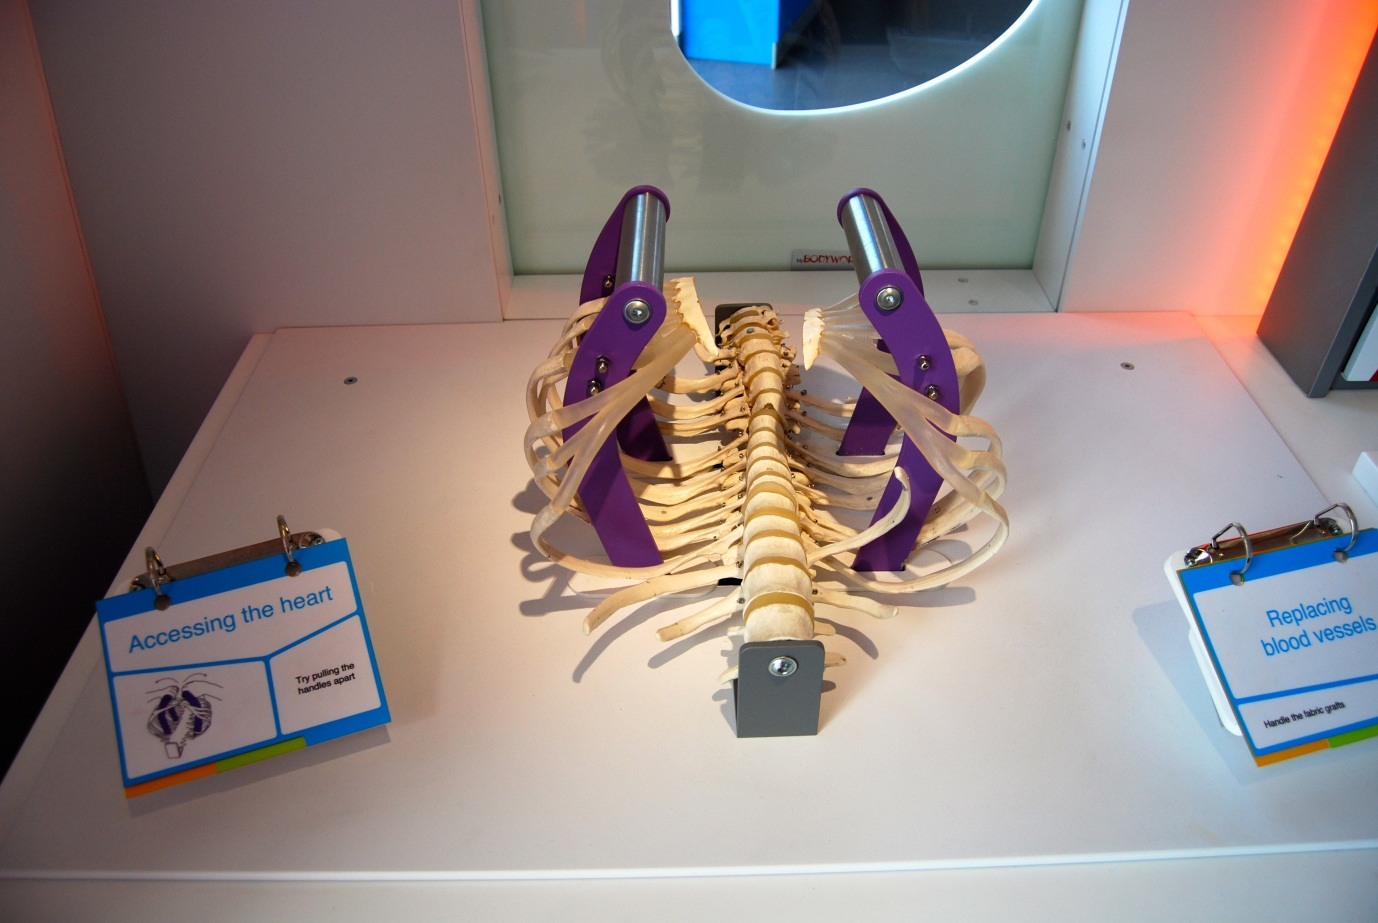 Accessing the heart
Try pulling the
handles apart
Replacing
blood vessels
Handle the fabric grafts